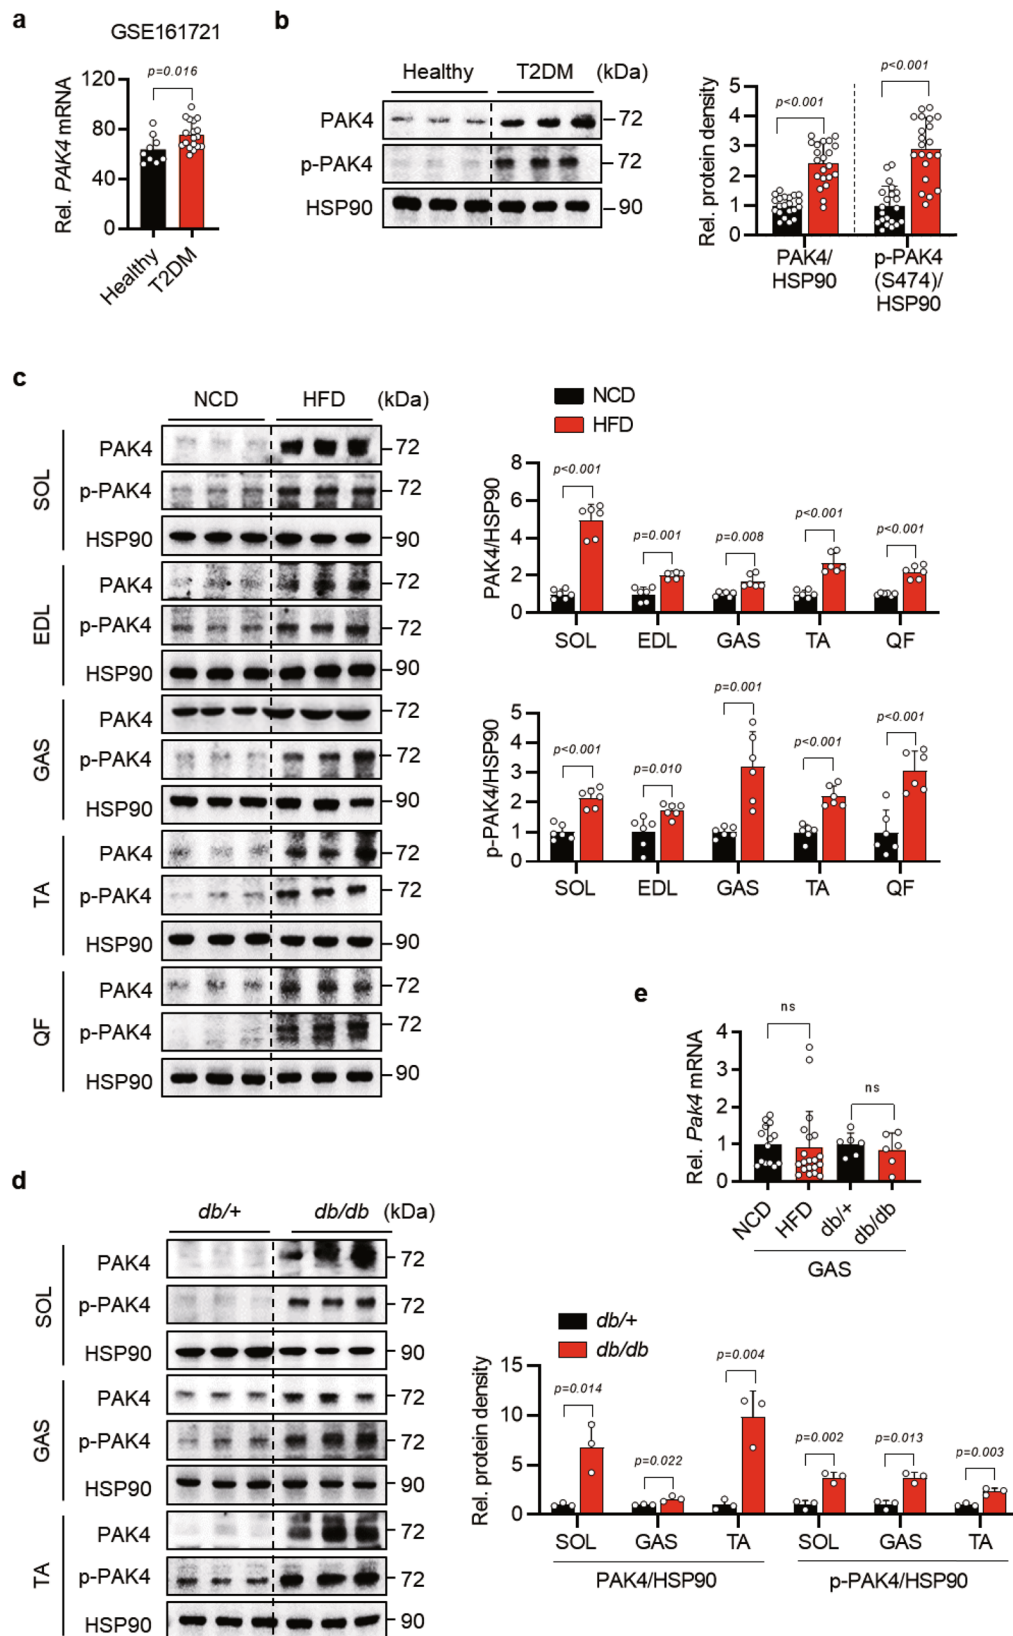 a
GSE161721
Rel. PAK4 mRNA
120
80
40
0
p=0.016
Healthy
T2DM
b
Healthy T2DM (kDa)
PAK4 72
p-PAK4 72
HSP90 90
Rel. protein density
5
4
3
2
1
0
p<0.001
p<0.001
PAK4/
HSP90
p-PAK4
(S474)/
HSP90
c
NCD HFD (kDa)
SOL
PAK4 72
p-PAK4 72
HSP90 90
EDL
PAK4 72
p-PAK4 72
HSP90 90
GAS
PAK4 72
p-PAK4 72
HSP90 90
TA
PAK4 72
p-PAK4 72
HSP90 90
QF
PAK4 72
p-PAK4 72
HSP90 90
NCD
HFD
PAK4/HSP90
8
6
4
2
0
p<0.001
p=0.001
p=0.008
p<0.001
p<0.001
SOL EDL GAS TA QF
p-PAK4/HSP90
5
4
3
2
1
0
p<0.001
p=0.010
p=0.001
p<0.001
p<0.001
SOL EDL GAS TA QF
e
Rel. Pak4 mRNA
4
3
2
1
0
ns
ns
NCD
HFD
db/+
db/db
GAS
d
db/+ db/db (kDa)
SOL
PAK4 72
p-PAK4 72
HSP90 90
GAS
PAK4 72
p-PAK4 72
HSP90 90
TA
PAK4 72
p-PAK4 72
HSP90 90
db/+
db/db
Rel. protein density
15
10
5
0
p=0.014
p=0.022
p=0.004
p=0.002
p=0.013
p=0.003
SOL GAS TA SOL GAS TA
PAK4/HSP90 p-PAK4/HSP90